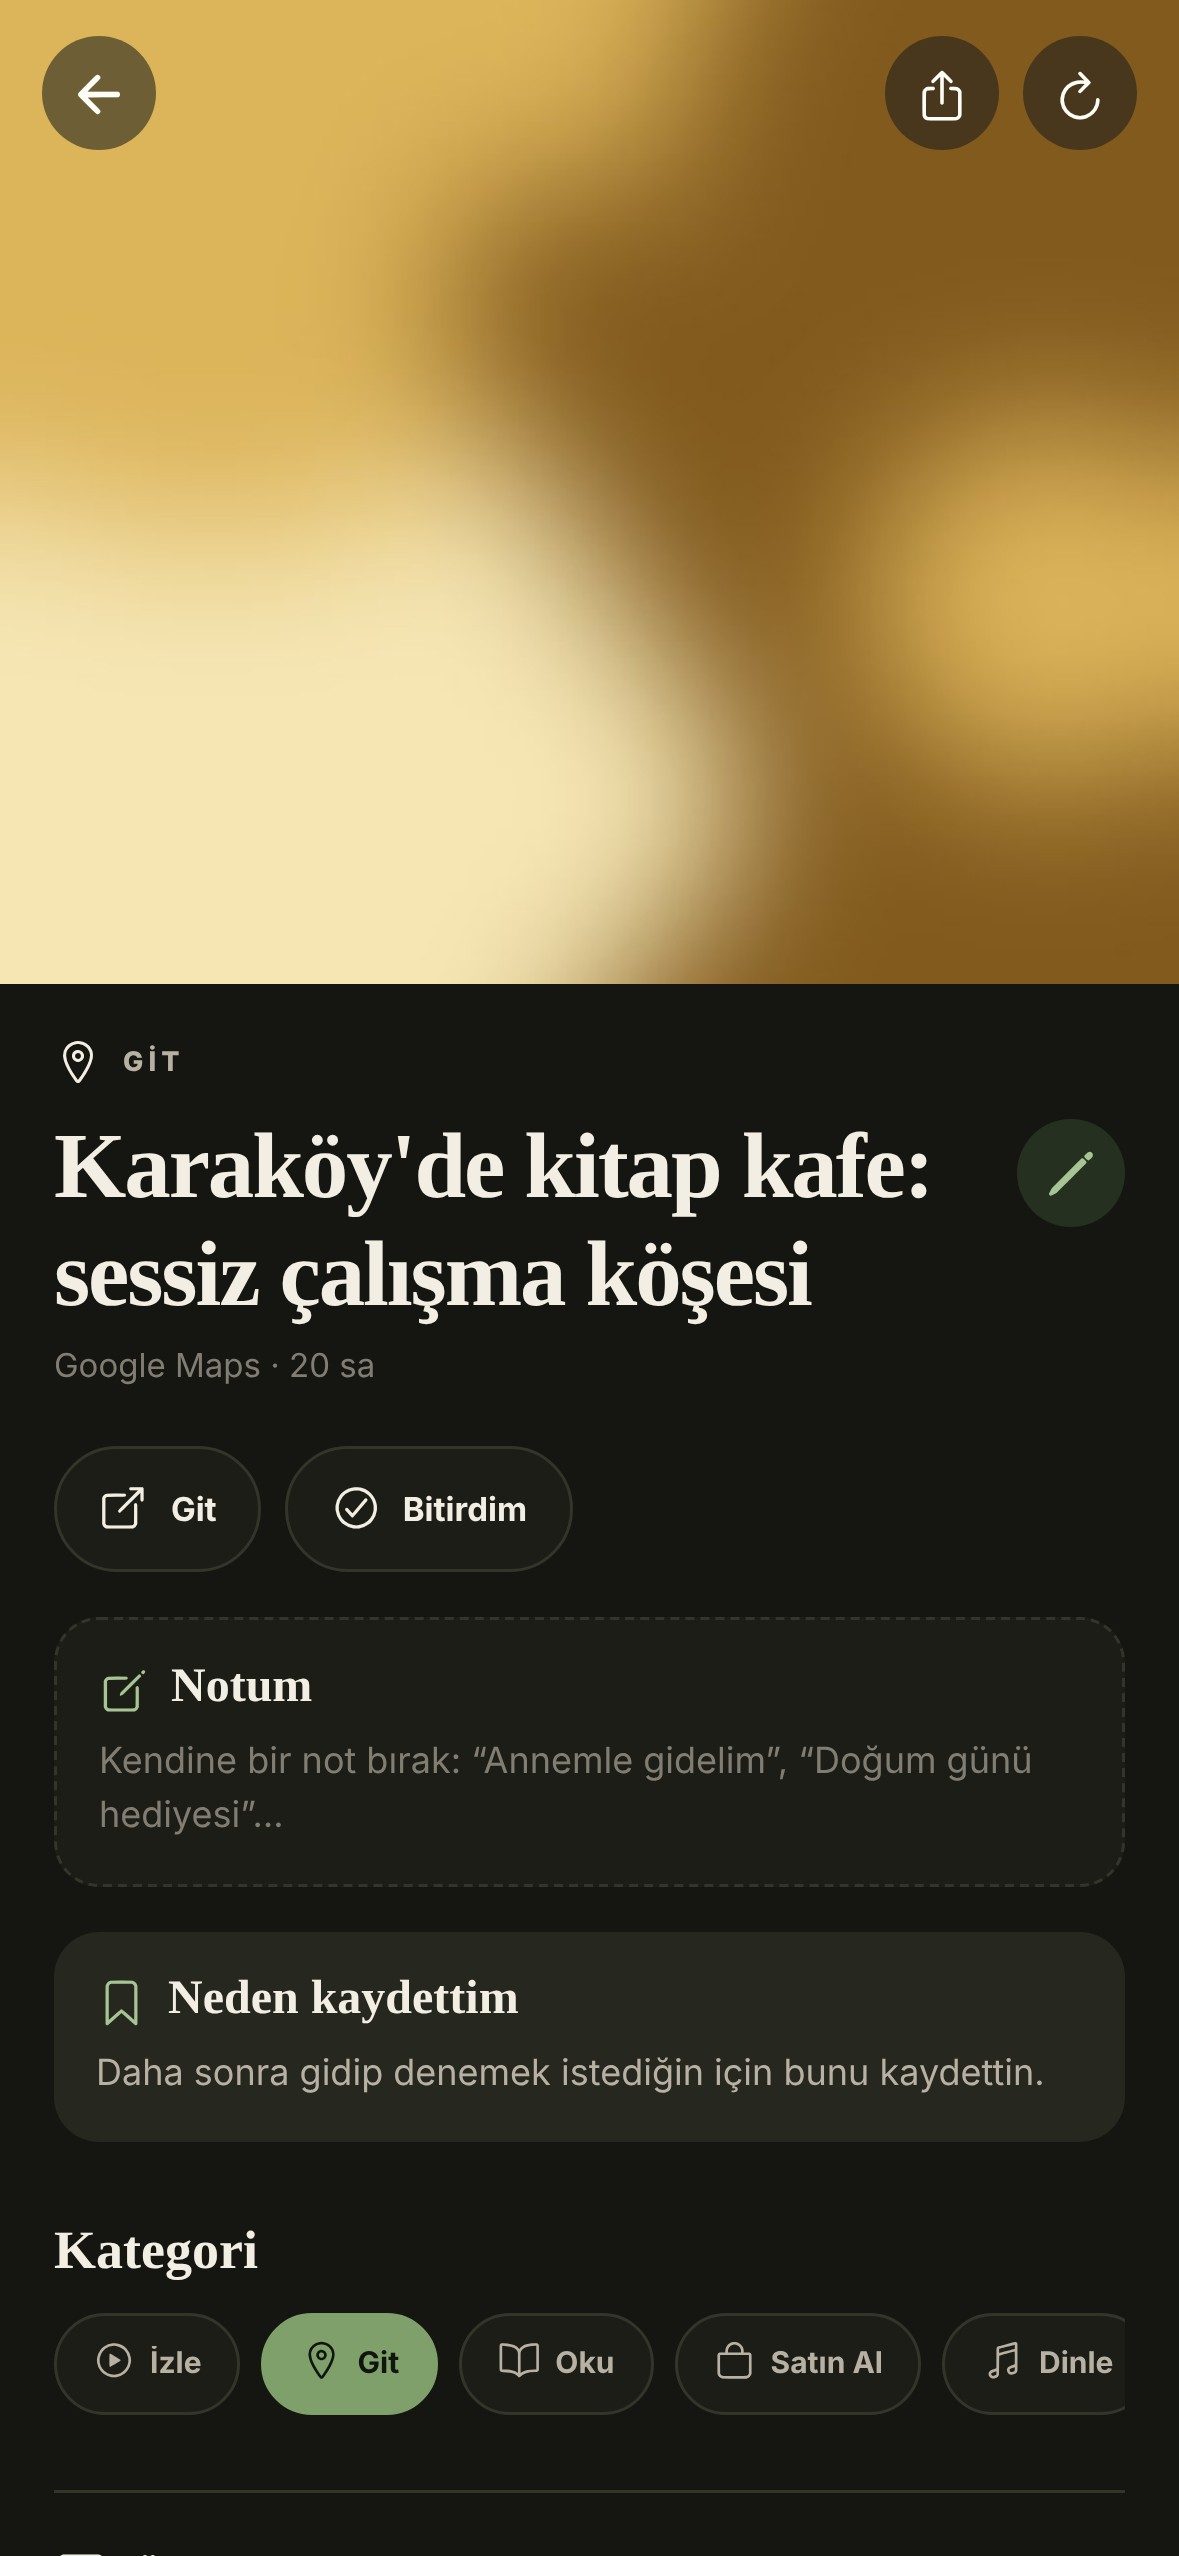 GİT
Karaköy'de kitap kafe:
sessiz çalışma köşesi
Google Maps · 20 sa
Git
Bitirdim
Notum
Kendine bir not bırak: “Annemle gidelim”, “Doğum günü
hediyesi”...
Neden kaydettim
Daha sonra gidip denemek istediğin için bunu kaydettin.
Kategori
İzle
Git
Oku
Satın Al
Dinle